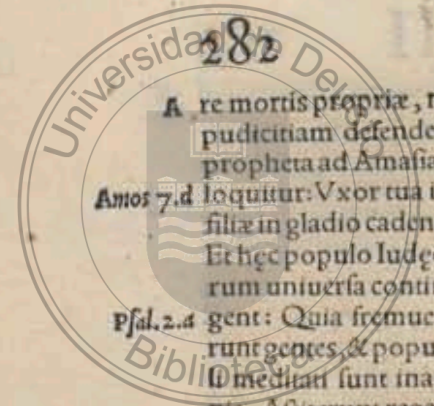 282
A re mortis propriæ,
pudicitiam defende
propheta ad Amasia
Amos 7.d loquitur: Vxor tua i
filiæ in gladio caden
Et hęc populo Iudę
rum uniuersa conti
Psal.2.a gent: Quia fremue
runt gentes, & popu
li meditati sunt ina
Universidad de Deusto
Biblioteca